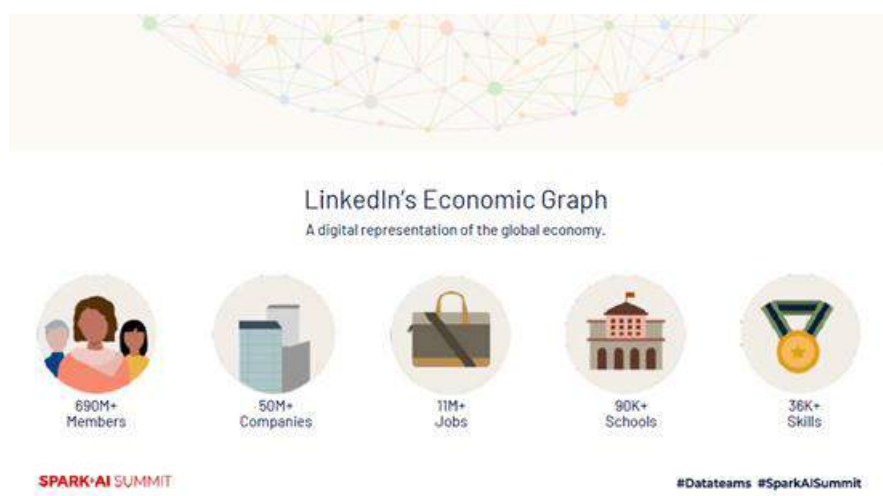 LinkedIn's Economic Graph
A digital representation of the global economy.
690M+
Members
50M+
Companies
11M+
Jobs
90K+
Schools
36K+
Skills
SPARK+AI SUMMIT
#Datateams #SparkAISummit